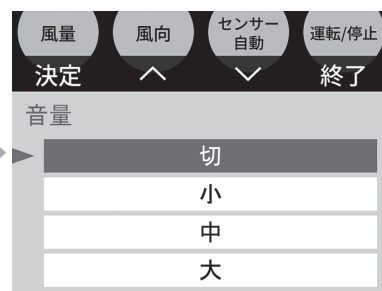 風量 風向 センサー自動 運転/停止
決定 ︿ ﹀ 終了
音量
切
小
中
大